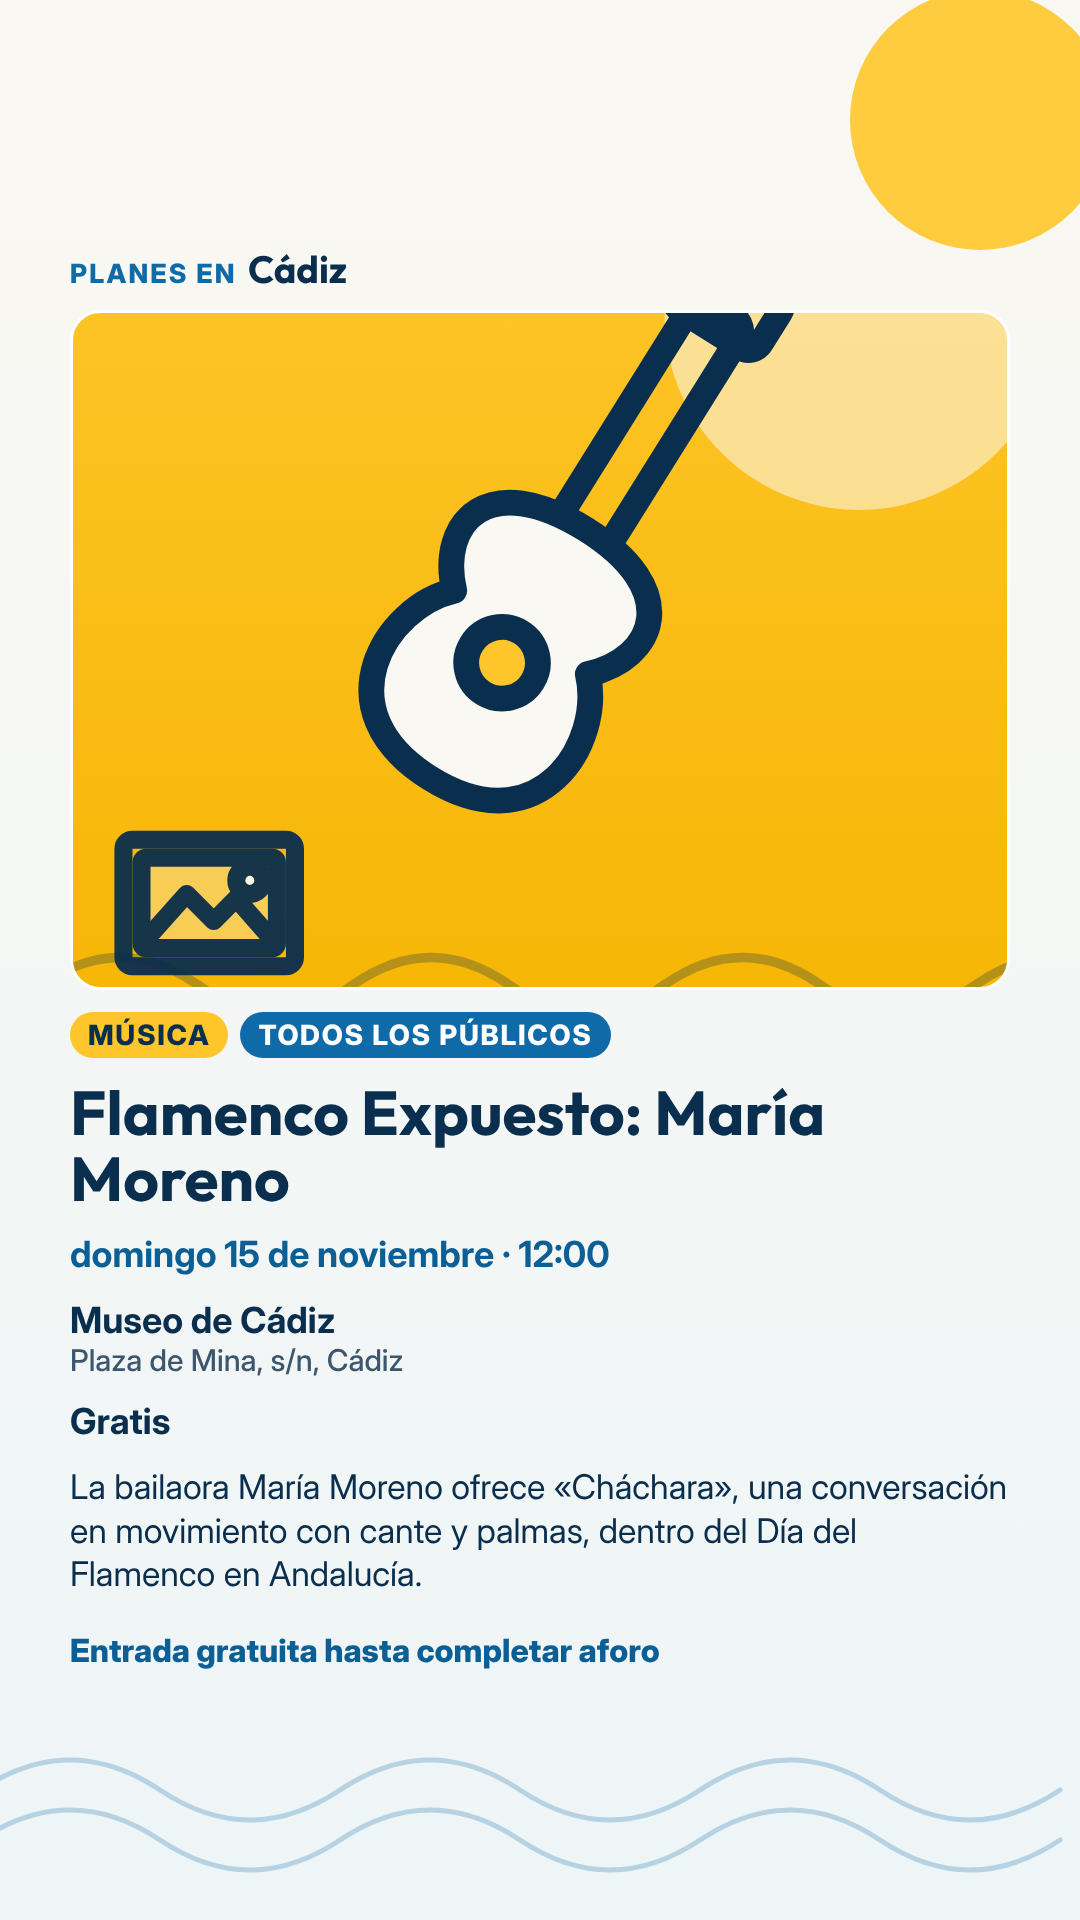 PLANES EN Cádiz
MÚSICA TODOS LOS PÚBLICOS
Flamenco Expuesto: María
Moreno
domingo 15 de noviembre · 12:00
Museo de Cádiz
Plaza de Mina, s/n, Cádiz
Gratis
La bailaora María Moreno ofrece «Cháchara», una conversación
en movimiento con cante y palmas, dentro del Día del
Flamenco en Andalucía.
Entrada gratuita hasta completar aforo